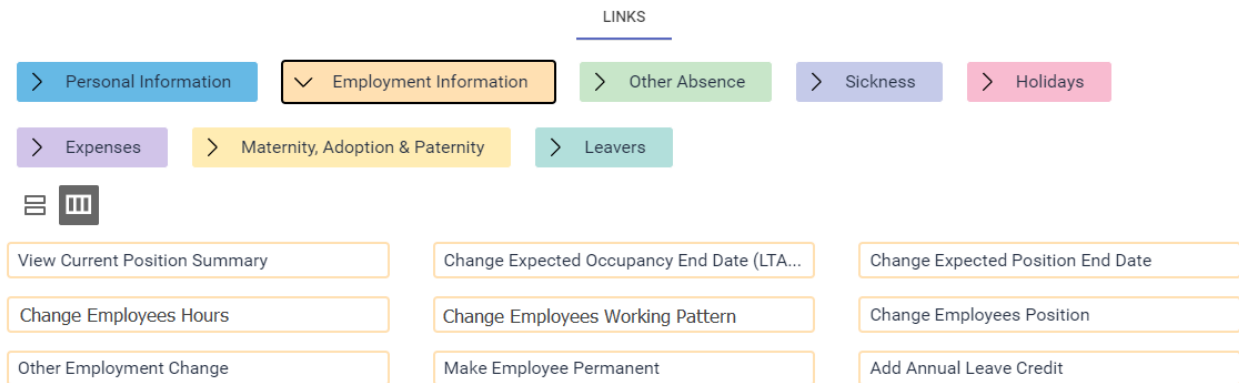 LINKS
Personal Information Employment Information Other Absence Sickness Holidays
Expenses Maternity, Adoption & Paternity Leavers
View Current Position Summary Change Expected Occupancy End Date (LTA... Change Expected Position End Date
Change Employees Hours Change Employees Working Pattern Change Employees Position
Other Employment Change Make Employee Permanent Add Annual Leave Credit